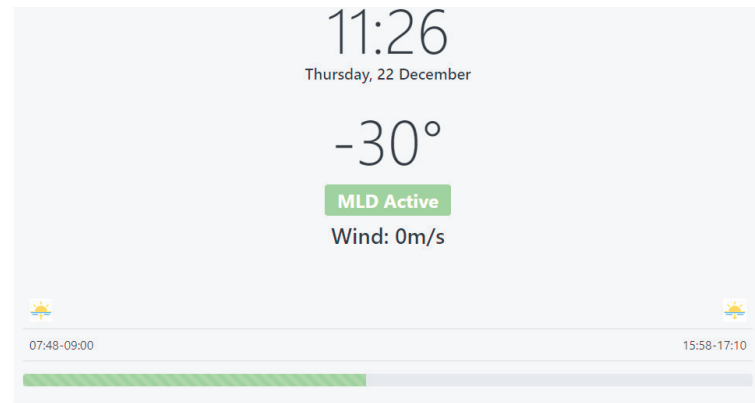 11:26
Thursday, 22 December
-30°
MLD Active
Wind: 0m/s
07:48-09:00 15:58-17:10